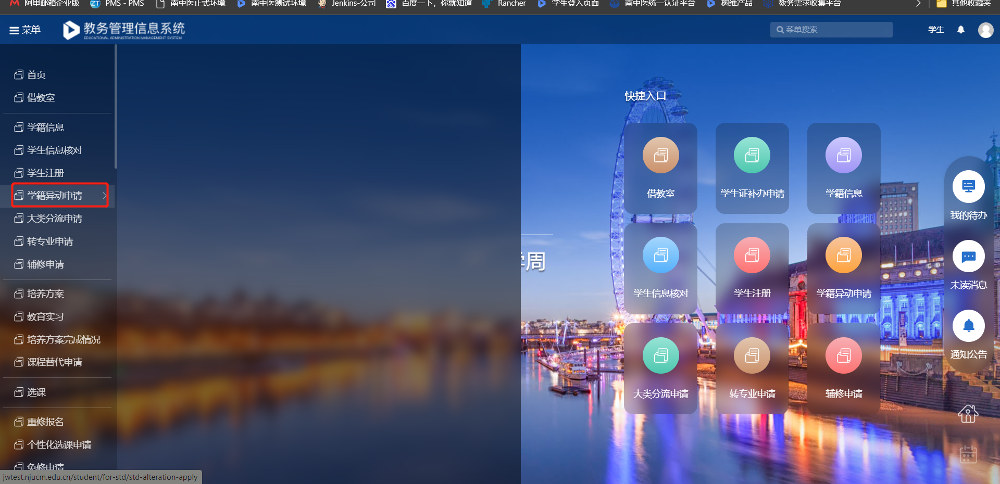 阿里邮箱企业版 PMS - PMS 南中医正式环境 南中医测试环境 Jenkins-公司 百度一下，你就知道 Rancher 学生登入页面 南中医统一认证平台 树维产品 教务需求收集平台 其他收藏夹
菜单 教务管理信息系统 菜单搜索 学生
EDUCATIONAL ADMINISTRATION MANAGEMENT SYSTEM
首页
借教室
学籍信息
学生信息核对
学生注册
学籍异动申请
大类分流申请
转专业申请
辅修申请
培养方案
教育实习
培养方案完成情况
课程替代申请
选课
重修报名
个性化选课申请
免修申请
jwtest.njucm.edu.cn/student/for-std/std-alteration-apply
周
快捷入口
借教室 学生证补办申请 学籍信息
学生信息核对 学生注册 学籍异动申请
大类分流申请 转专业申请 辅修申请
我的待办
未读消息
通知公告